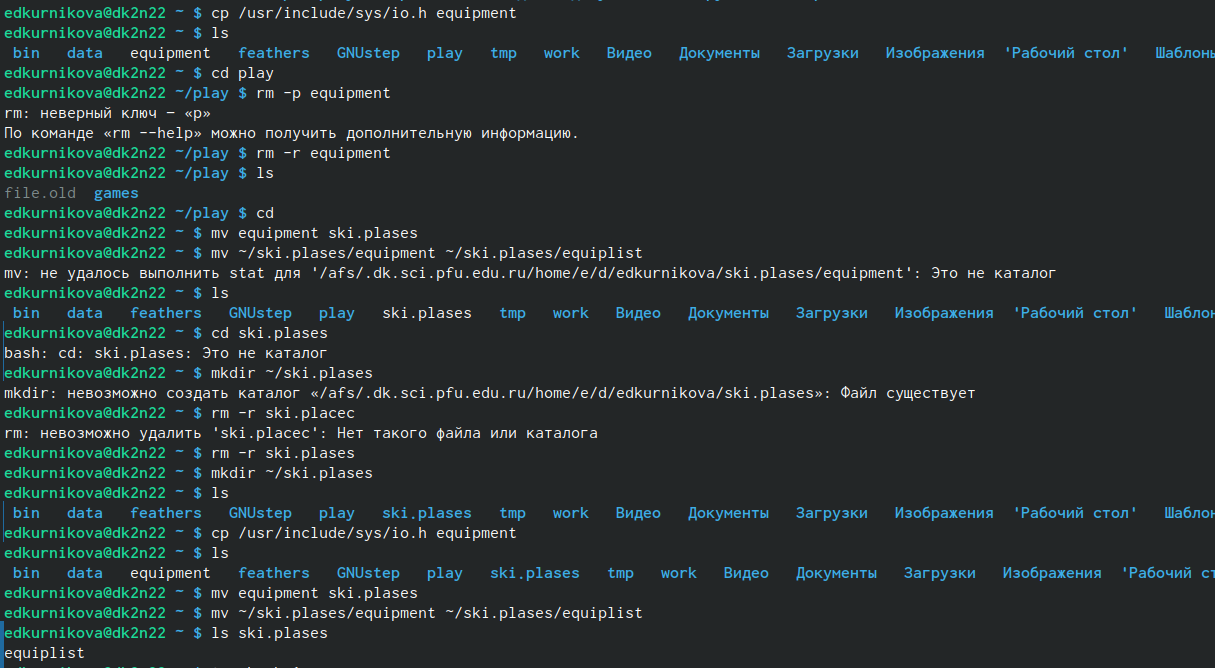 edkurnikova@dk2n22 ~ $ cp /usr/include/sys/io.h equipment
edkurnikova@dk2n22 ~ $ ls
bin data equipment feathers GNUstep play tmp work Видео Документы Загрузки Изображения 'Рабочий стол' Шаблоны
edkurnikova@dk2n22 ~ $ cd play
edkurnikova@dk2n22 ~/play $ rm -p equipment
rm: неверный ключ — «p»
По команде «rm --help» можно получить дополнительную информацию.
edkurnikova@dk2n22 ~/play $ rm -r equipment
edkurnikova@dk2n22 ~/play $ ls
file.old games
edkurnikova@dk2n22 ~/play $ cd
edkurnikova@dk2n22 ~ $ mv equipment ski.plases
edkurnikova@dk2n22 ~ $ mv ~/ski.plases/equipment ~/ski.plases/equiplist
mv: не удалось выполнить stat для '/afs/.dk.sci.pfu.edu.ru/home/e/d/edkurnikova/ski.plases/equipment': Это не каталог
edkurnikova@dk2n22 ~ $ ls
bin data feathers GNUstep play ski.plases tmp work Видео Документы Загрузки Изображения 'Рабочий стол' Шаблон
edkurnikova@dk2n22 ~ $ cd ski.plases
bash: cd: ski.plases: Это не каталог
edkurnikova@dk2n22 ~ $ mkdir ~/ski.plases
mkdir: невозможно создать каталог «/afs/.dk.sci.pfu.edu.ru/home/e/d/edkurnikova/ski.plases»: Файл существует
edkurnikova@dk2n22 ~ $ rm -r ski.placec
rm: невозможно удалить 'ski.placec': Нет такого файла или каталога
edkurnikova@dk2n22 ~ $ rm -r ski.plases
edkurnikova@dk2n22 ~ $ mkdir ~/ski.plases
edkurnikova@dk2n22 ~ $ ls
bin data feathers GNUstep play ski.plases tmp work Видео Документы Загрузки Изображения 'Рабочий стол' Шаблон
edkurnikova@dk2n22 ~ $ cp /usr/include/sys/io.h equipment
edkurnikova@dk2n22 ~ $ ls
bin data equipment feathers GNUstep play ski.plases tmp work Видео Документы Загрузки Изображения 'Рабочий ст
edkurnikova@dk2n22 ~ $ mv equipment ski.plases
edkurnikova@dk2n22 ~ $ mv ~/ski.plases/equipment ~/ski.plases/equiplist
edkurnikova@dk2n22 ~ $ ls ski.plases
equiplist